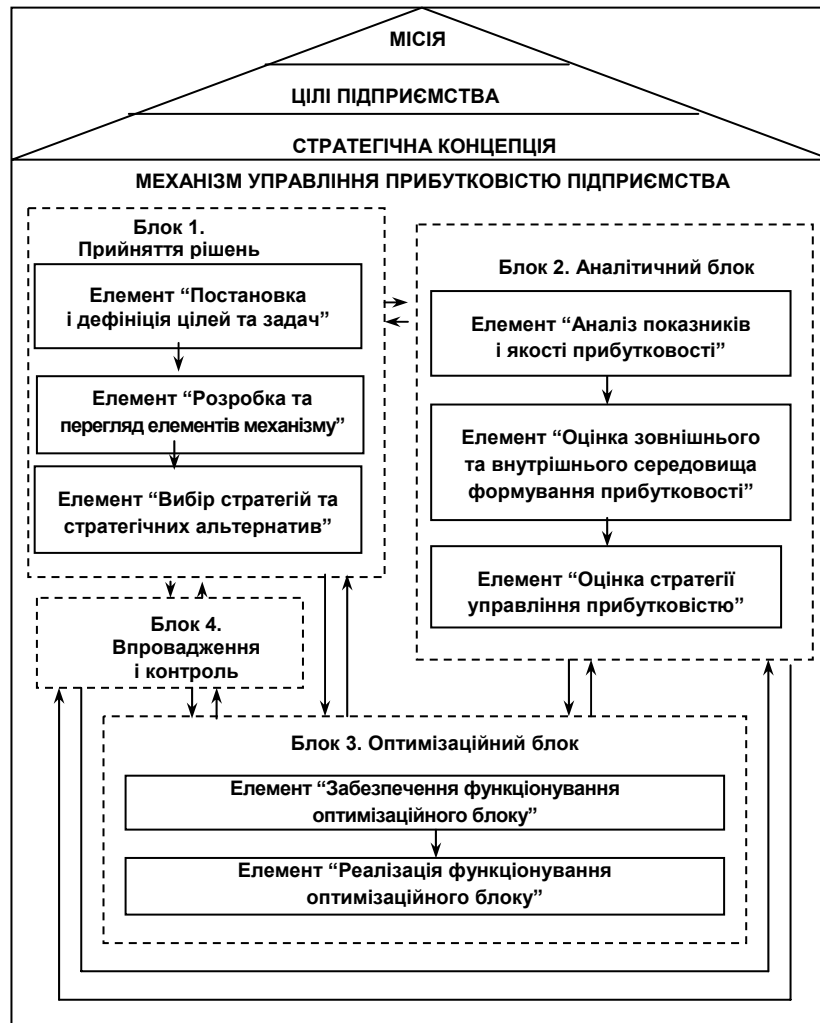 МІСІЯ
ЦІЛІ ПІДПРИЄМСТВА
СТРАТЕГІЧНА КОНЦЕПЦІЯ
МЕХАНІЗМ УПРАВЛІННЯ ПРИБУТКОВІСТЮ ПІДПРИЄМСТВА
Блок 1.
Прийняття рішень
Елемент “Постановка
і дефініція цілей та задач”
Елемент “Розробка та
перегляд елементів механізму”
Елемент “Вибір стратегій та
стратегічних альтернатив”
Блок 2. Аналітичний блок
Елемент “Аналіз показників
і якості прибутковості”
Елемент “Оцінка зовнішнього
та внутрішнього середовища
формування прибутковості”
Елемент “Оцінка стратегії
управління прибутковістю”
Блок 4.
Впровадження
і контроль
Блок 3. Оптимізаційний блок
Елемент “Забезпечення функціонування
оптимізаційного блоку”
Елемент “Реалізація функціонування
оптимізаційного блоку”